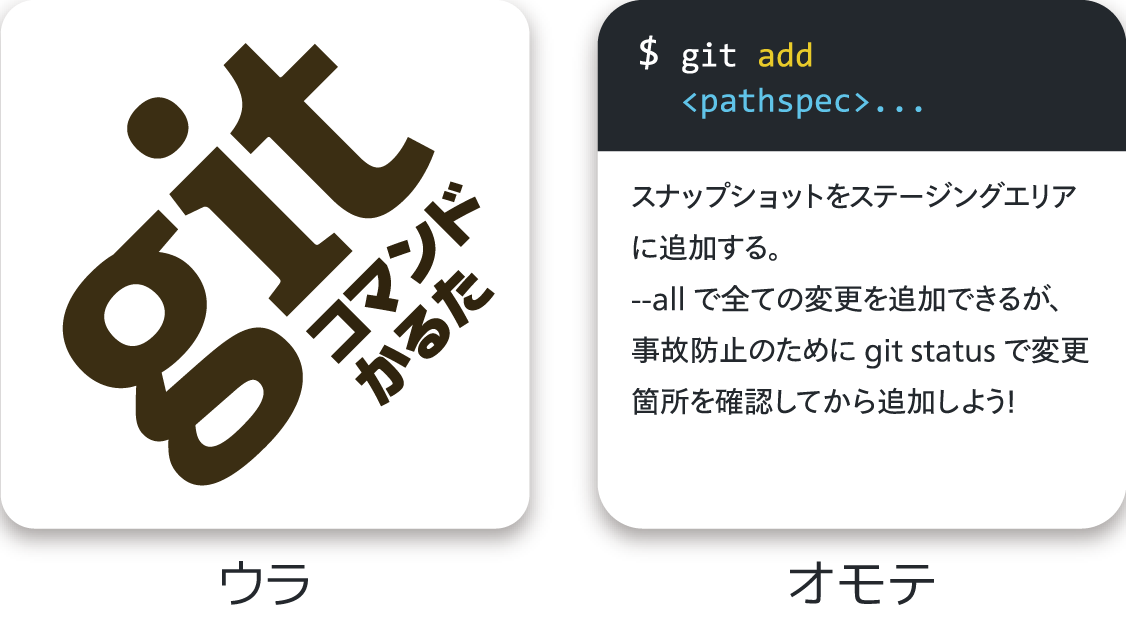 git
コマンド
かるた
ウラ
$ git add
<pathspec>...
スナップショットをステージングエリア
に追加する。
--all で全ての変更を追加できるが、
事故防止のために git status で変更
箇所を確認してから追加しよう!
オモテ